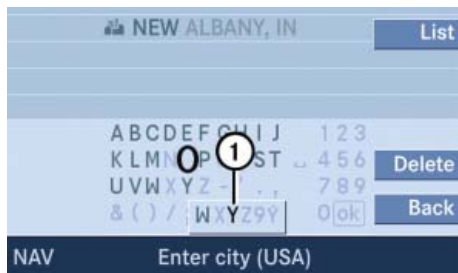 NEW ALBANY, IN
List
ABCDEFGHIJ 123
KLMNOP ST ␣ 456
Delete
UVWXYZ - ' . , 789
& ( ) / ; WXYZ9Ý 0 ok
Back
1
NAV
Enter city (USA)